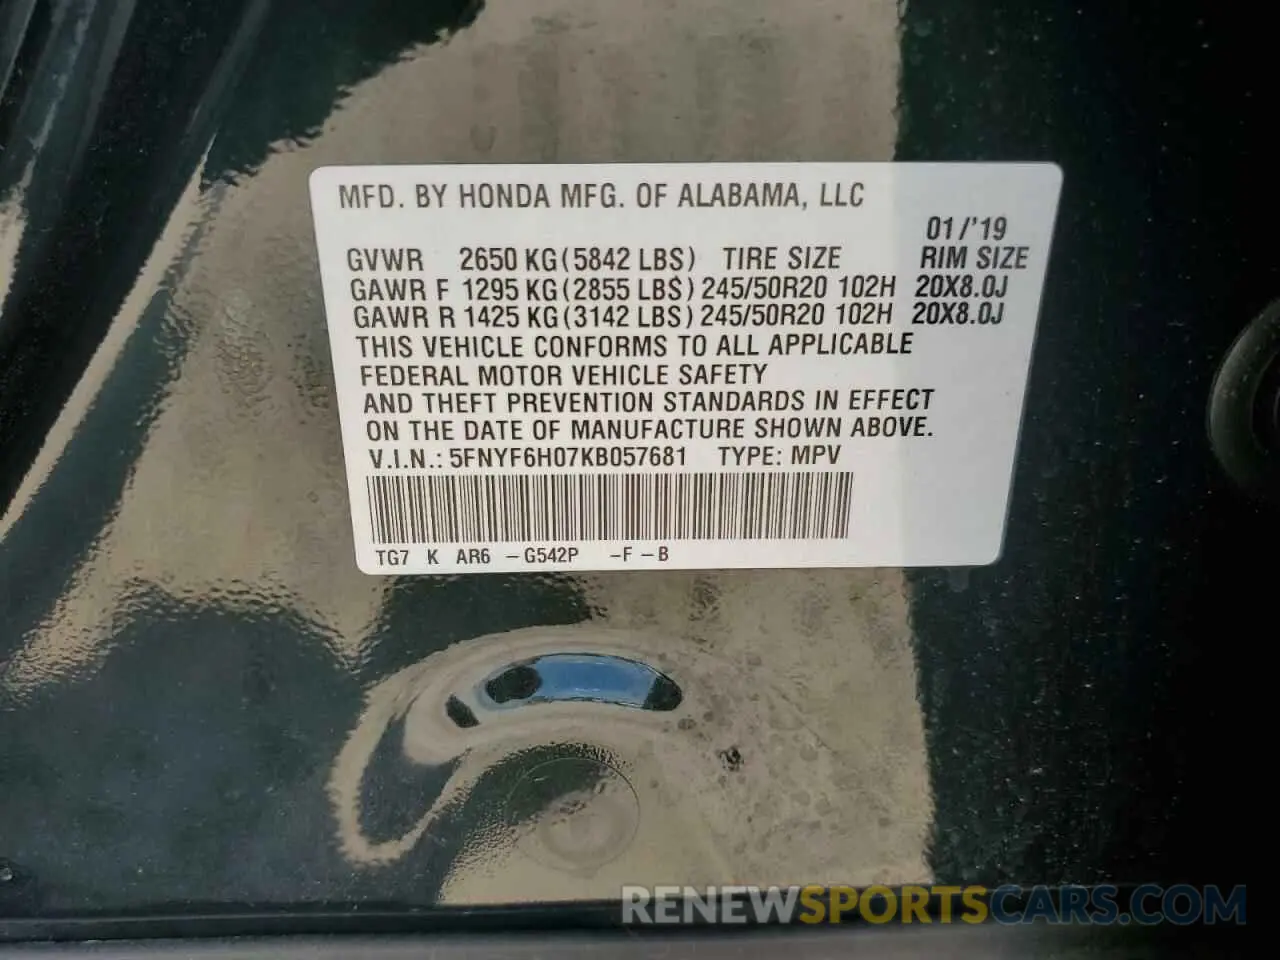 MFD. BY HONDA MFG. OF ALABAMA, LLC
01/'19
GVWR 2650 KG (5842 LBS) TIRE SIZE RIM SIZE
GAWR F 1295 KG (2855 LBS) 245/50R20 102H 20X8.0J
GAWR R 1425 KG (3142 LBS) 245/50R20 102H 20X8.0J
THIS VEHICLE CONFORMS TO ALL APPLICABLE
FEDERAL MOTOR VEHICLE SAFETY
AND THEFT PREVENTION STANDARDS IN EFFECT
ON THE DATE OF MANUFACTURE SHOWN ABOVE.
V.I.N.: 5FNYF6H07KB057681 TYPE: MPV
TG7 K AR6 -G542P -F-B
RENEWSPORTSCARS.COM